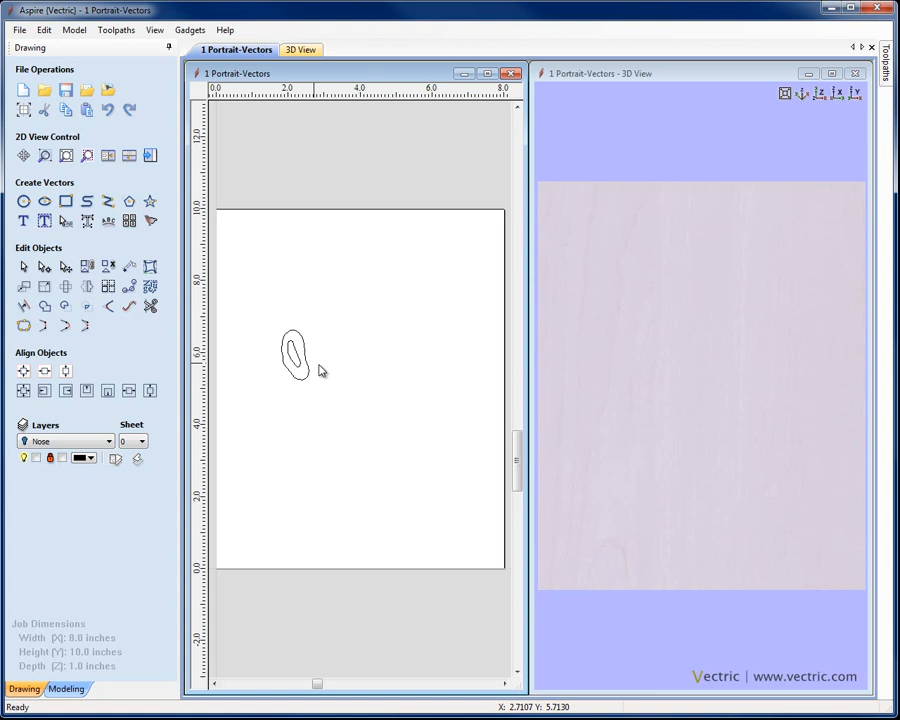 Aspire {Vectric} - 1 Portrait-Vectors
File Edit Model Toolpaths View Gadgets Help
Drawing
1 Portrait-Vectors
3D View
Toolpaths
File Operations
2D View Control
Create Vectors
Edit Objects
Align Objects
Layers Sheet
Nose 0
Job Dimensions
Width (X): 8.0 inches
Height (Y): 10.0 inches
Depth (Z): 1.0 inches
Drawing Modeling
1 Portrait-Vectors
0.0 2.0 4.0 6.0 8.0
12.0
10.0
8.0
6.0
4.0
2.0
0.0
-2.0
1 Portrait-Vectors - 3D View
Z X Y
Vectric | www.vectric.com
Ready
X: 2.7107 Y: 5.7130